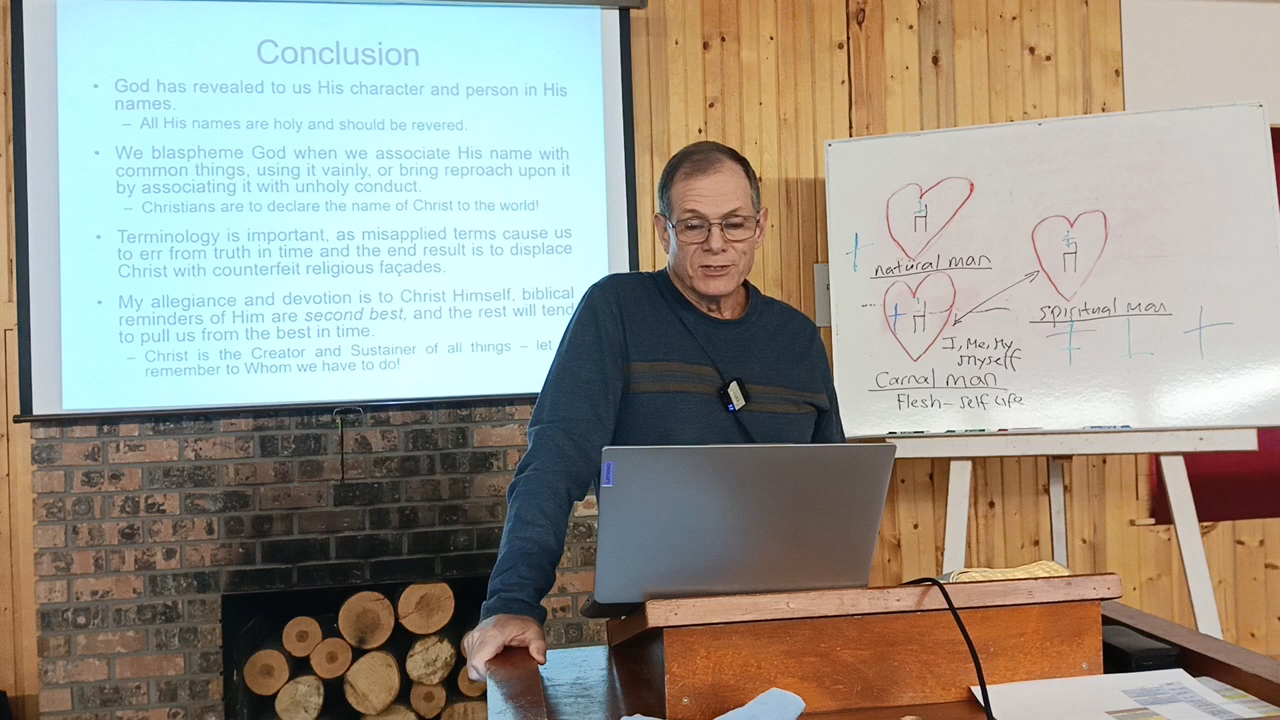 Conclusion
• God has revealed to us His character and person in His
names.
– All His names are holy and should be revered.
• We blaspheme God when we associate His name with
common things, using it vainly, or bring reproach upon it
by associating it with unholy conduct.
– Christians are to declare the name of Christ to the world!
• Terminology is important, as misapplied terms cause us
to err from truth in time and the end result is to displace
Christ with counterfeit religious façades.
• My allegiance and devotion is to Christ Himself, biblical
reminders of Him are second best, and the rest will tend
to pull us from the best in time.
– Christ is the Creator and Sustainer of all things – let
remember to Whom we have to do!
natural man
spiritual man
I, Me, My
Myself
Carnal man
Flesh – self life
Lenovo